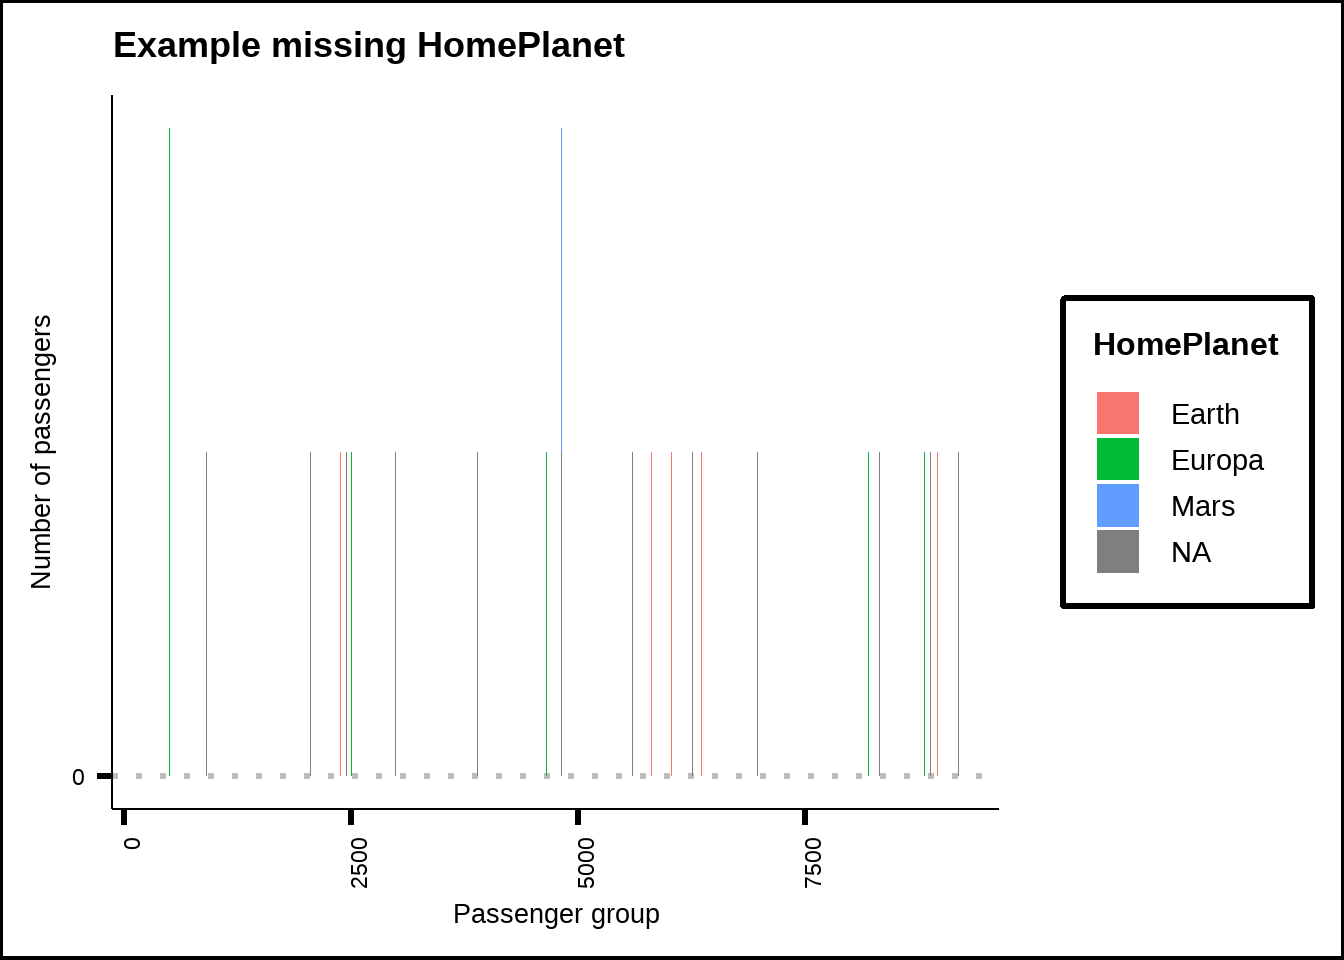 Example missing HomePlanet
Number of passengers
0
0
2500
5000
7500
Passenger group
HomePlanet
Earth
Europa
Mars
NA